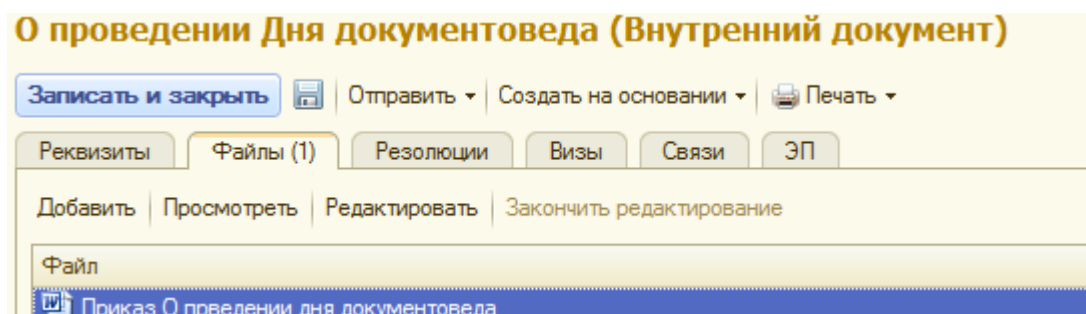 О проведении Дня документоведа (Внутренний документ)
Записать и закрыть Отправить Создать на основании Печать
Реквизиты Файлы (1) Резолюции Визы Связи ЭП
Добавить Просмотреть Редактировать Закончить редактирование
Файл
Приказ О прведении дня документоведа